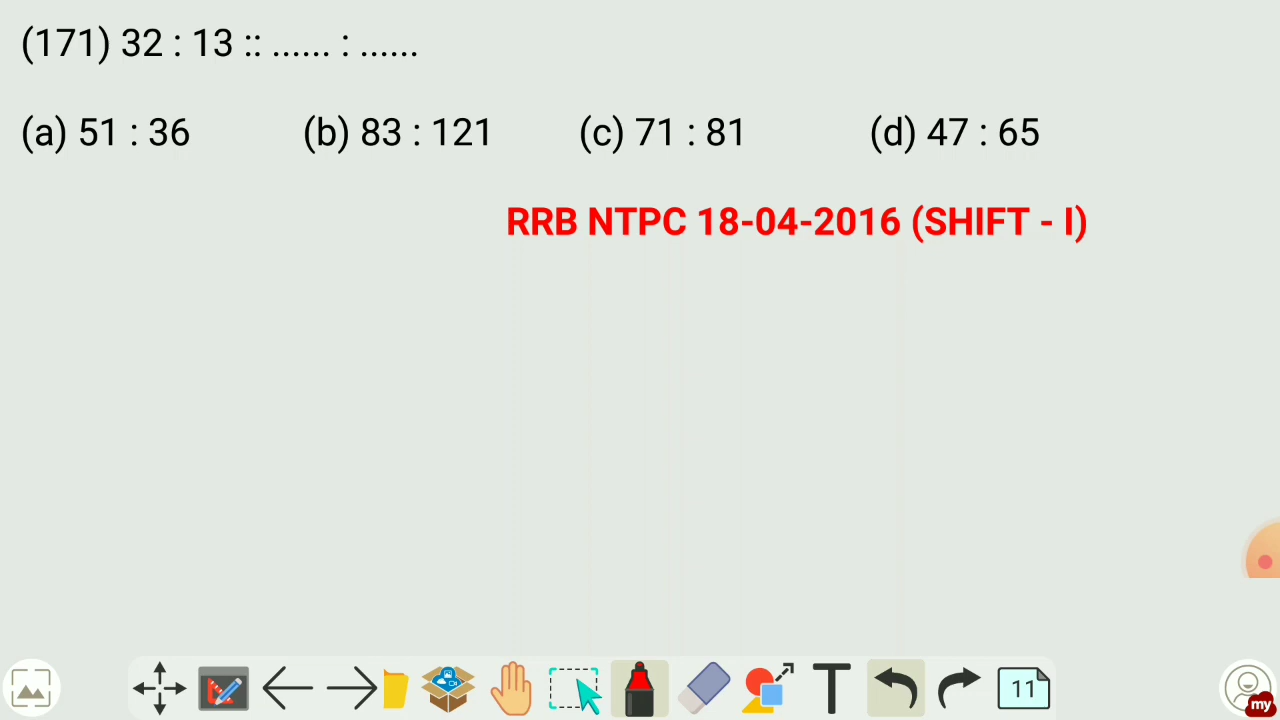 (171) 32 : 13 :: ...... : ......
(a) 51 : 36 (b) 83 : 121 (c) 71 : 81 (d) 47 : 65
RRB NTPC 18-04-2016 (SHIFT - I)
T 11 my